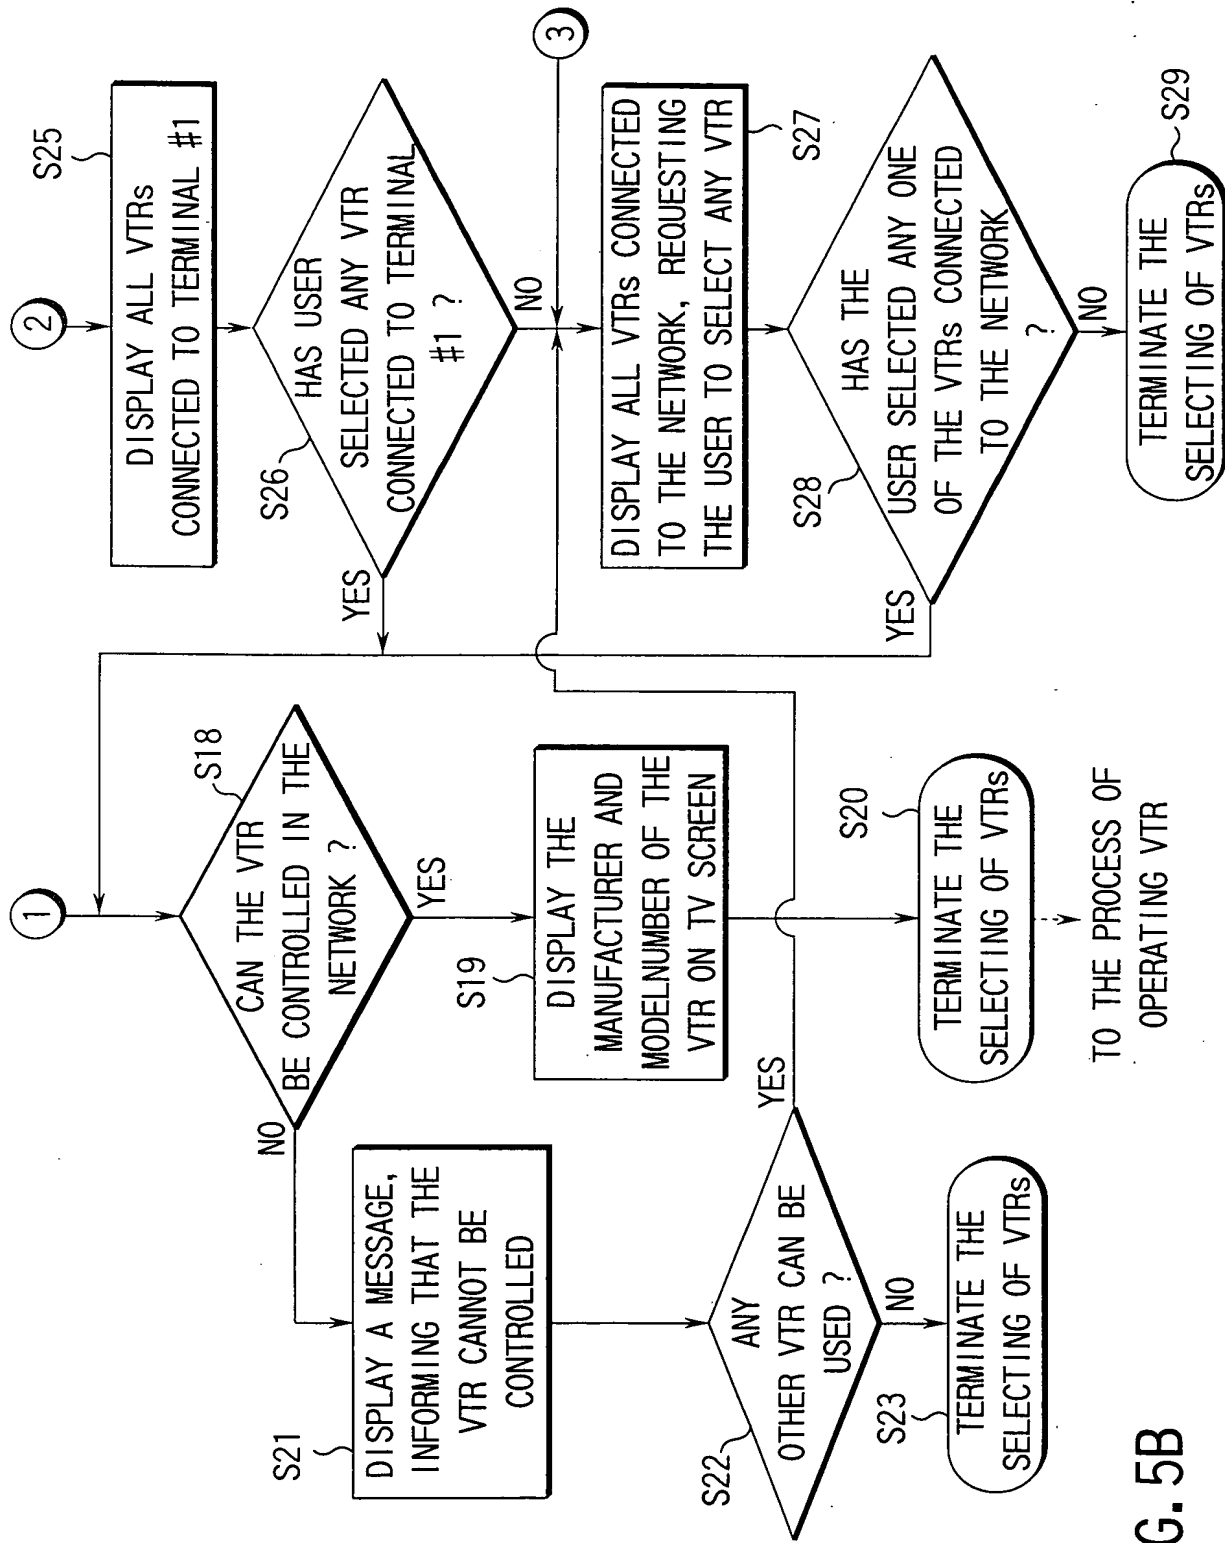 1
S18
CAN THE VTR
BE CONTROLLED IN THE
NETWORK ?
NO
YES
S21
DISPLAY A MESSAGE,
INFORMING THAT THE
VTR CANNOT BE
CONTROLLED
S19
DISPLAY THE
MANUFACTURER AND
MODELNUMBER OF THE
VTR ON TV SCREEN
S22
ANY
OTHER VTR CAN BE
USED ?
YES
NO
S23
TERMINATE THE
SELECTING OF VTRs
S20
TERMINATE THE
SELECTING OF VTRs
TO THE PROCESS OF
OPERATING VTR
2
S25
DISPLAY ALL VTRs
CONNECTED TO TERMINAL #1
S26
HAS USER
SELECTED ANY VTR
CONNECTED TO TERMINAL
#1 ?
YES
NO
3
S27
DISPLAY ALL VTRs CONNECTED
TO THE NETWORK, REQUESTING
THE USER TO SELECT ANY VTR
S28
HAS THE
USER SELECTED ANY ONE
OF THE VTRs CONNECTED
TO THE NETWORK
?
YES
NO
S29
TERMINATE THE
SELECTING OF VTRs
G. 5B